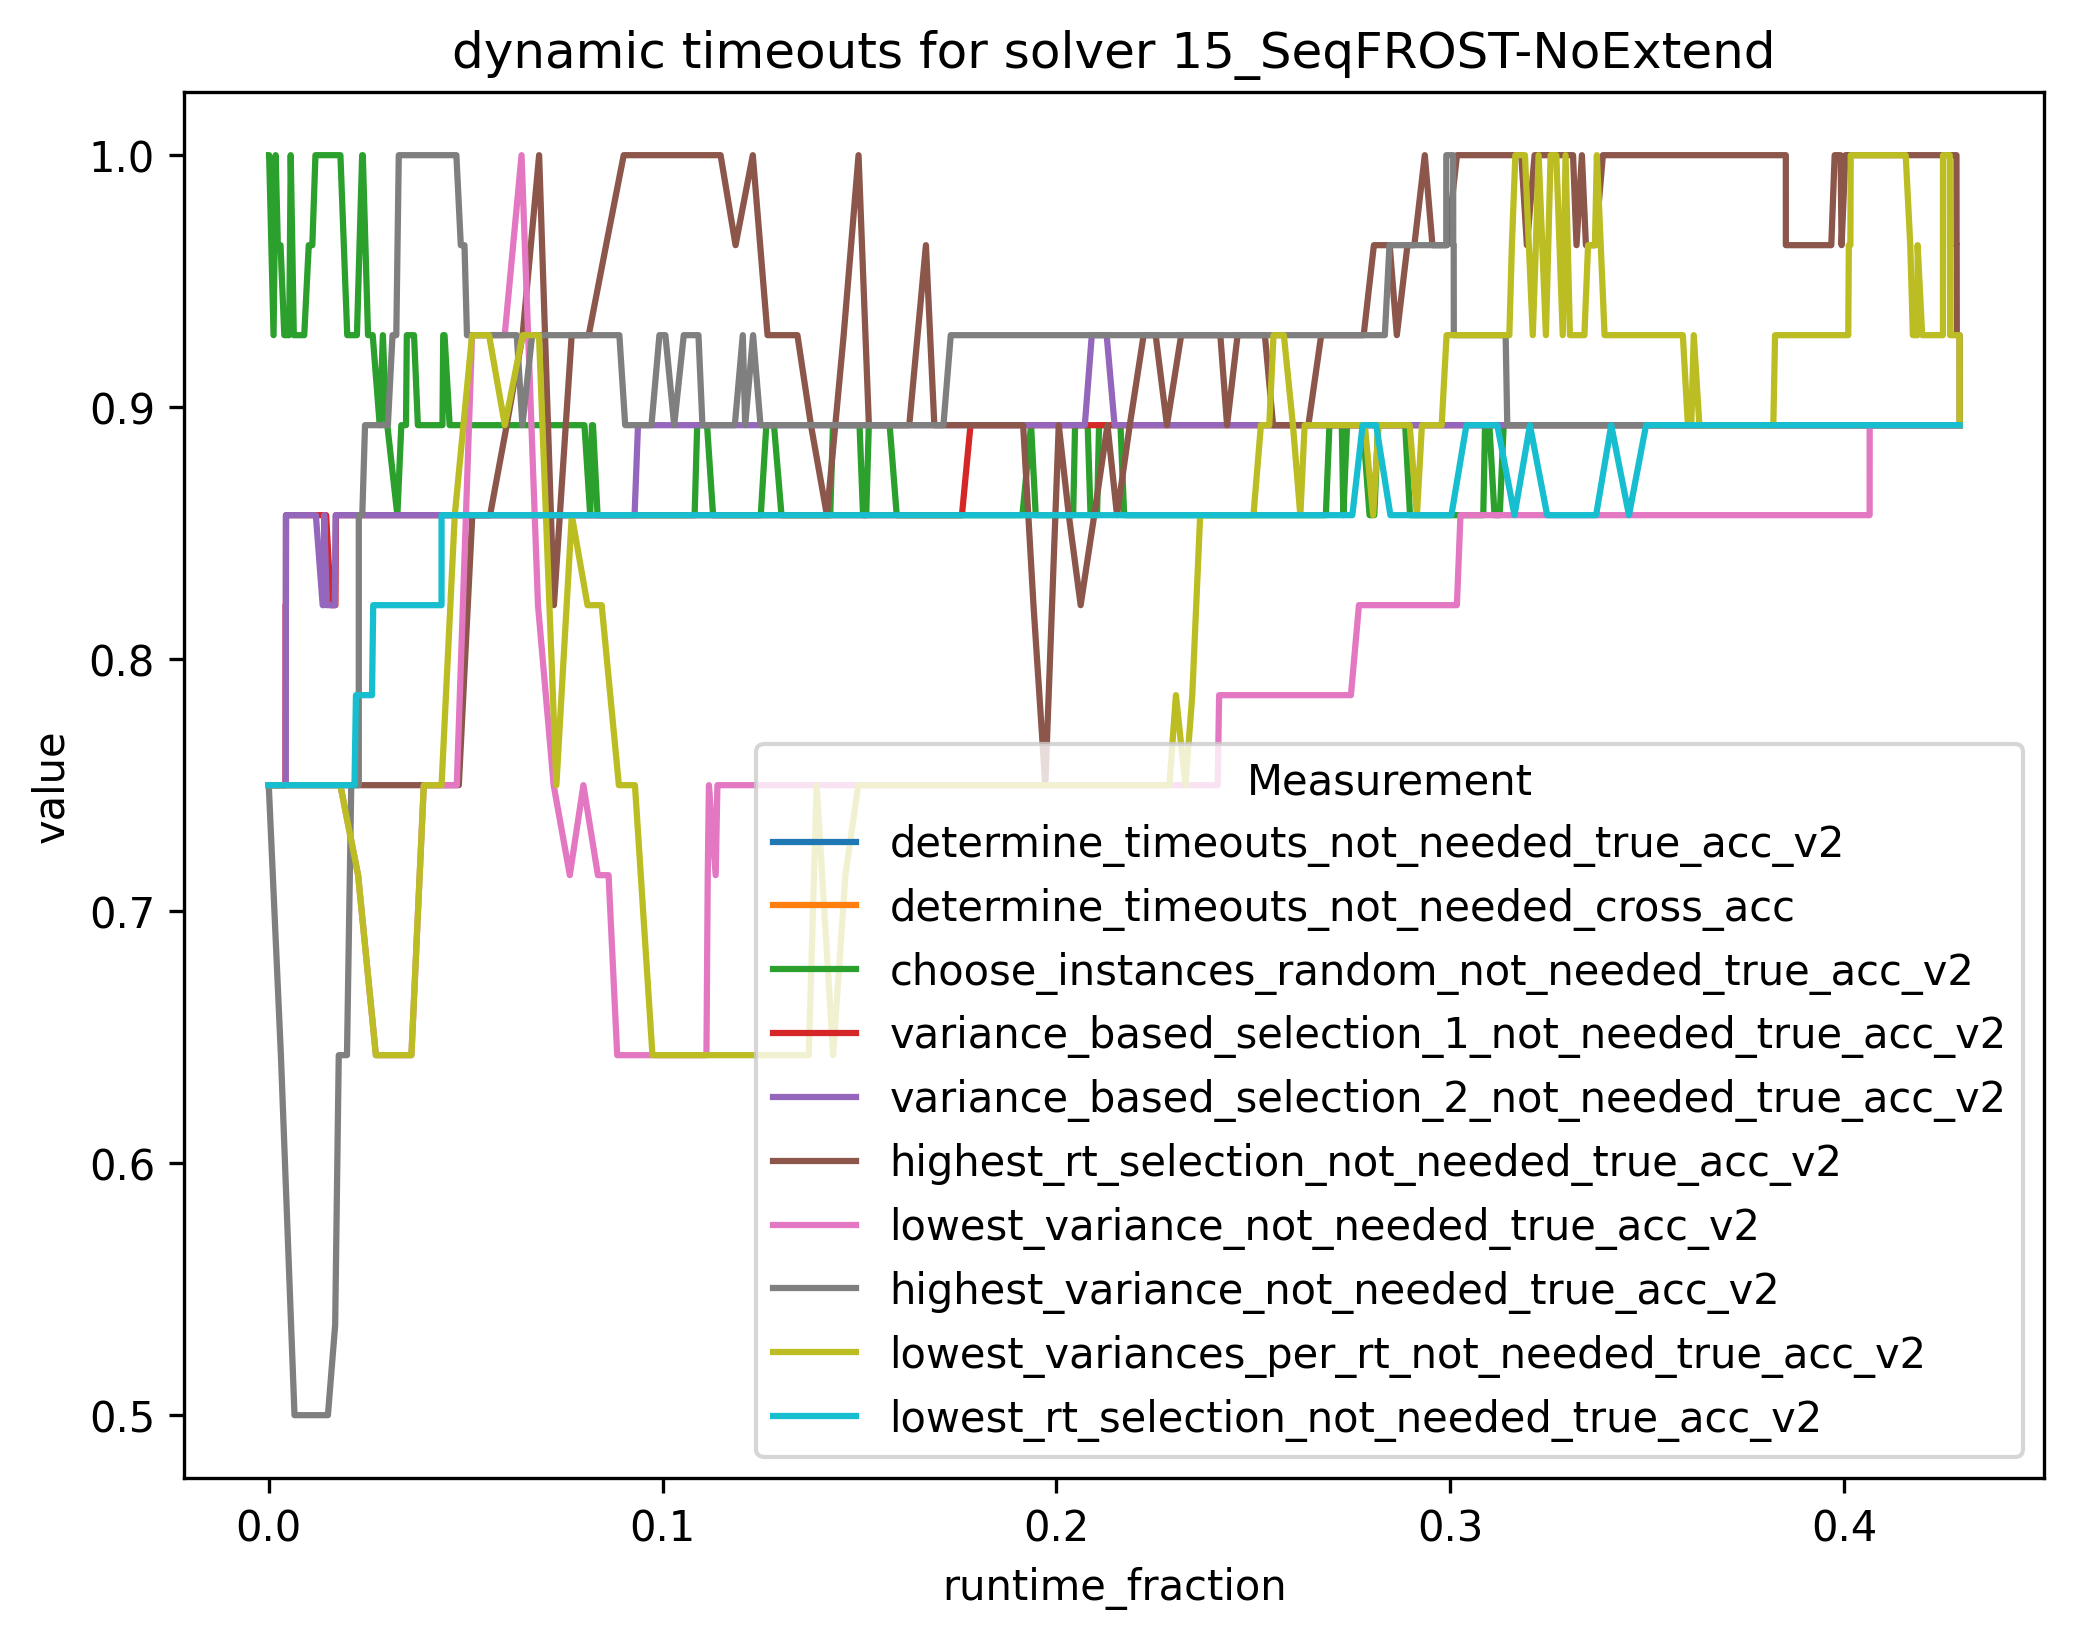 dynamic timeouts for solver 15_SeqFROST-NoExtend
1.0
0.9
0.8
0.7
0.6
0.5
value
Measurement
determine_timeouts_not_needed_true_acc_v2
determine_timeouts_not_needed_cross_acc
choose_instances_random_not_needed_true_acc_v2
variance_based_selection_1_not_needed_true_acc_v2
variance_based_selection_2_not_needed_true_acc_v2
highest_rt_selection_not_needed_true_acc_v2
lowest_variance_not_needed_true_acc_v2
highest_variance_not_needed_true_acc_v2
lowest_variances_per_rt_not_needed_true_acc_v2
lowest_rt_selection_not_needed_true_acc_v2
0.0 0.1 0.2 0.3 0.4
runtime_fraction